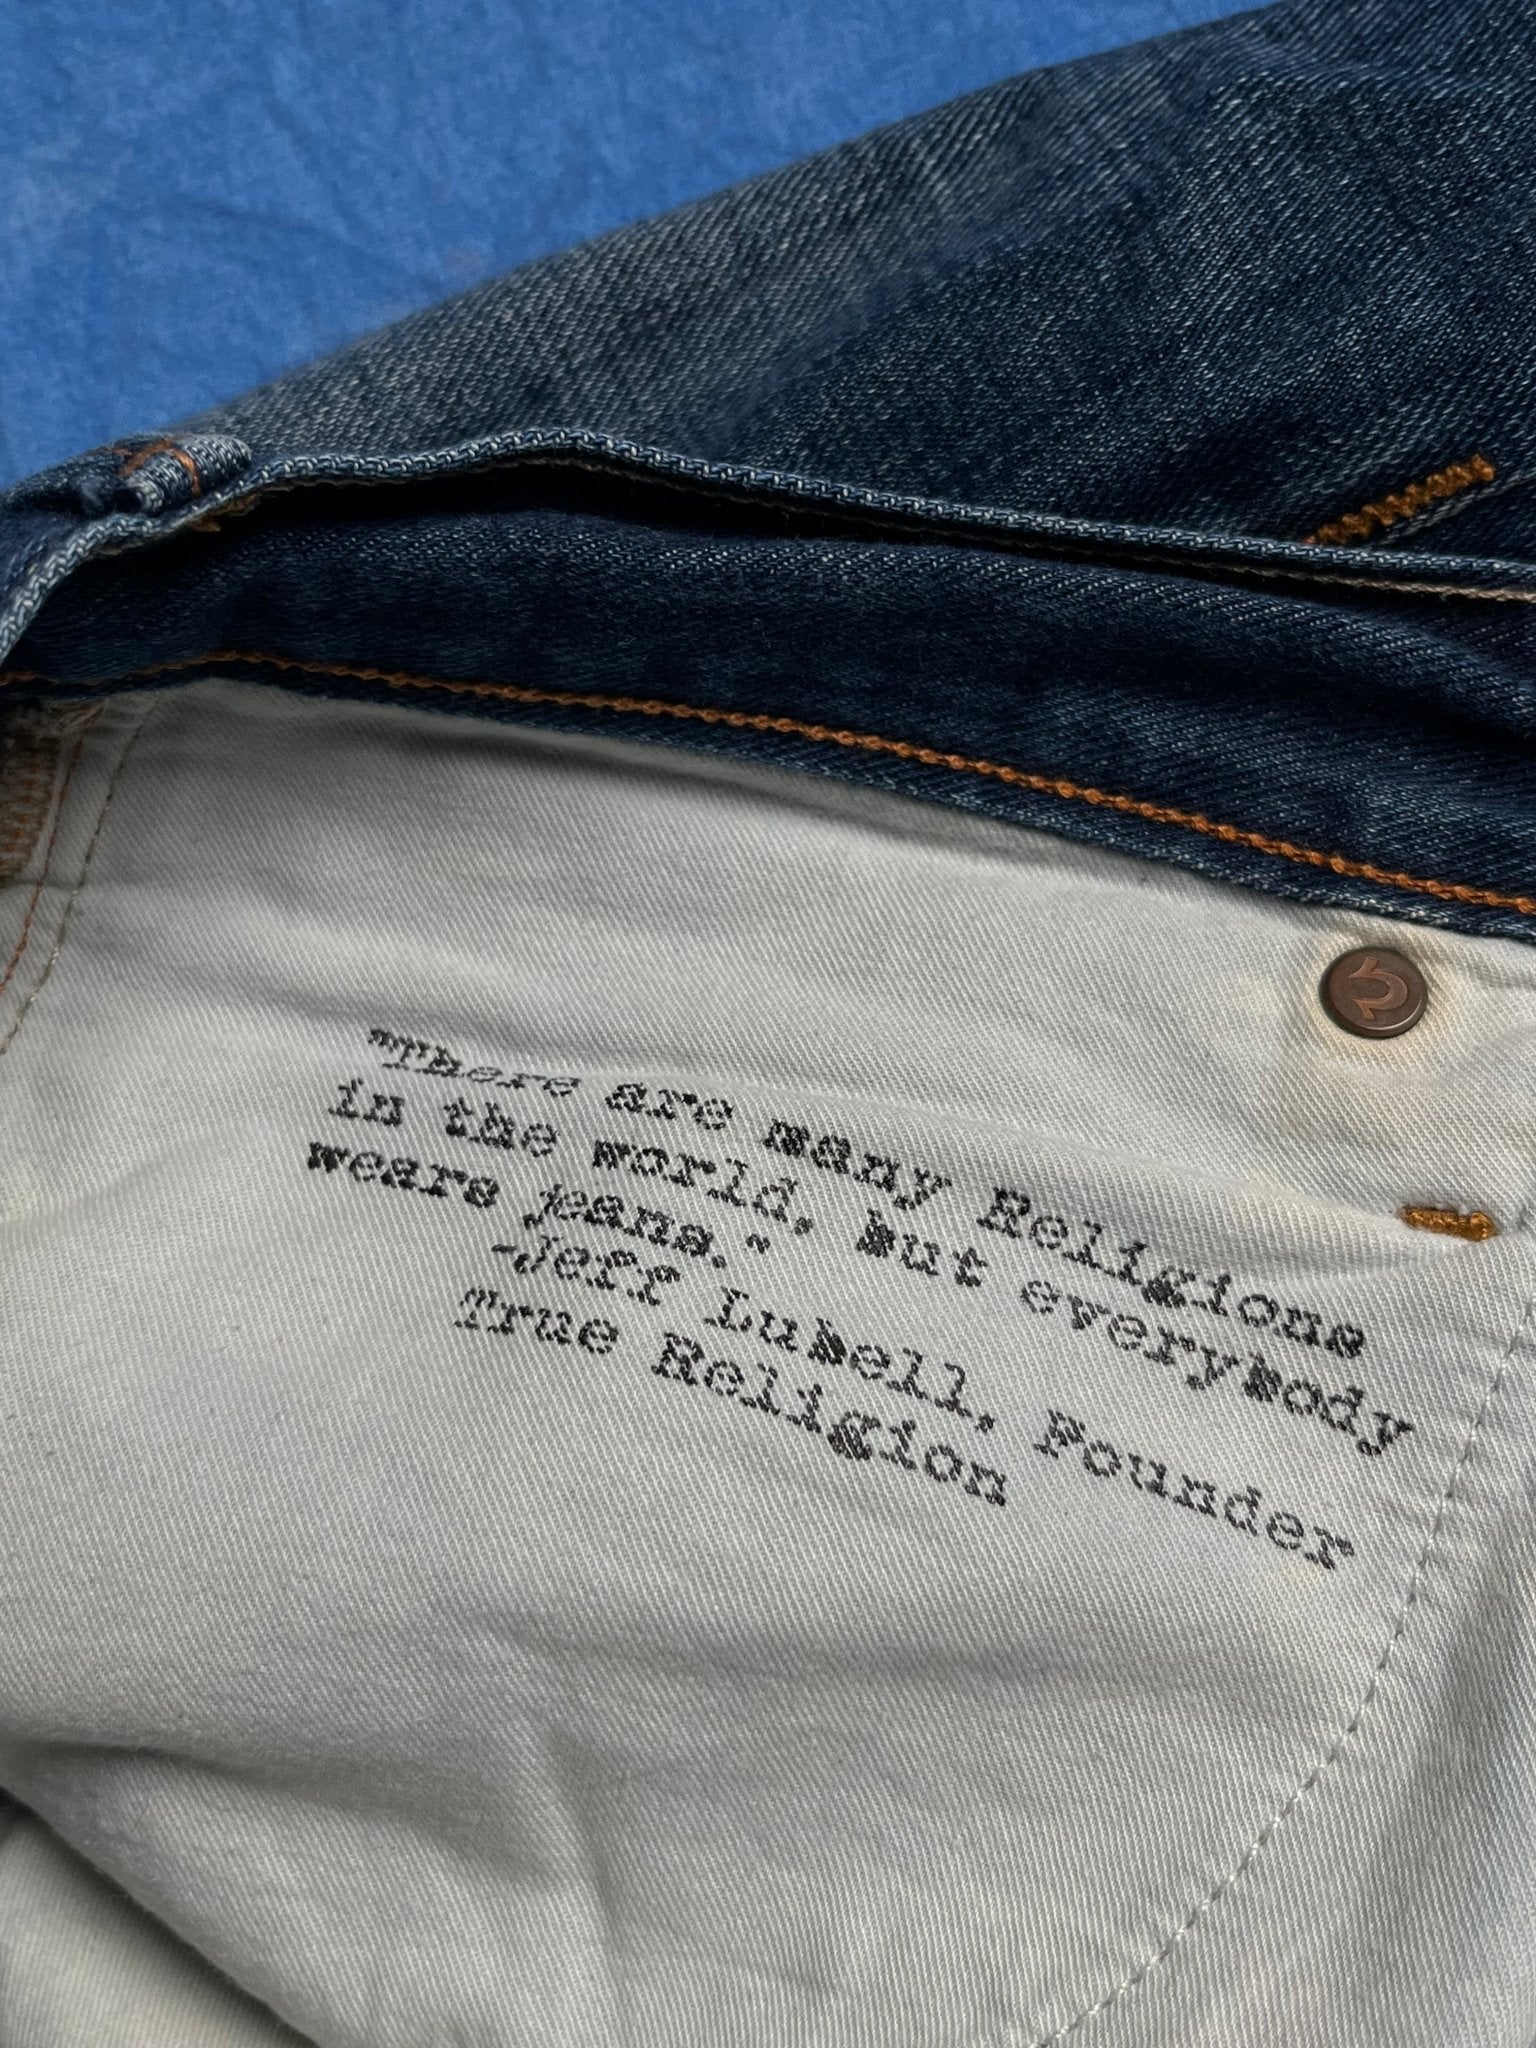 "There are many Religions
in the world, but everybody
wears jeans."
-Jeff Lubell, Founder
True Religion